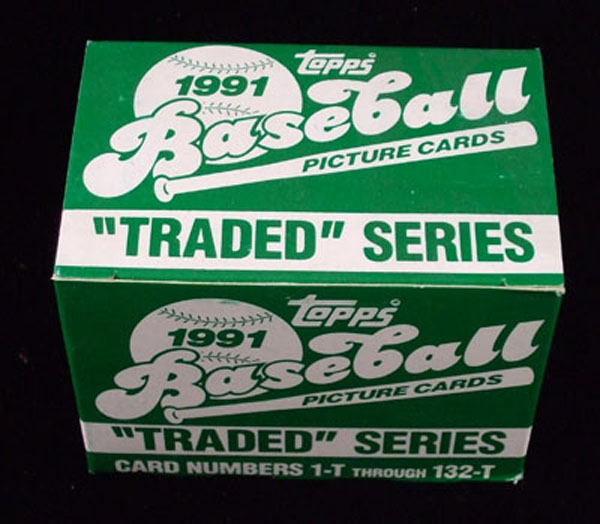 topps®
1991
Baseball
PICTURE CARDS
"TRADED" SERIES
topps®
1991
Baseball
PICTURE CARDS
"TRADED" SERIES
CARD NUMBERS 1-T THROUGH 132-T